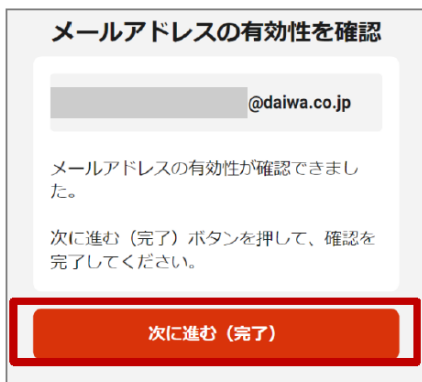 メールアドレスの有効性を確認
@daiwa.co.jp
メールアドレスの有効性が確認できまし
た。
次に進む（完了）ボタンを押して、確認を
完了してください。
次に進む（完了）